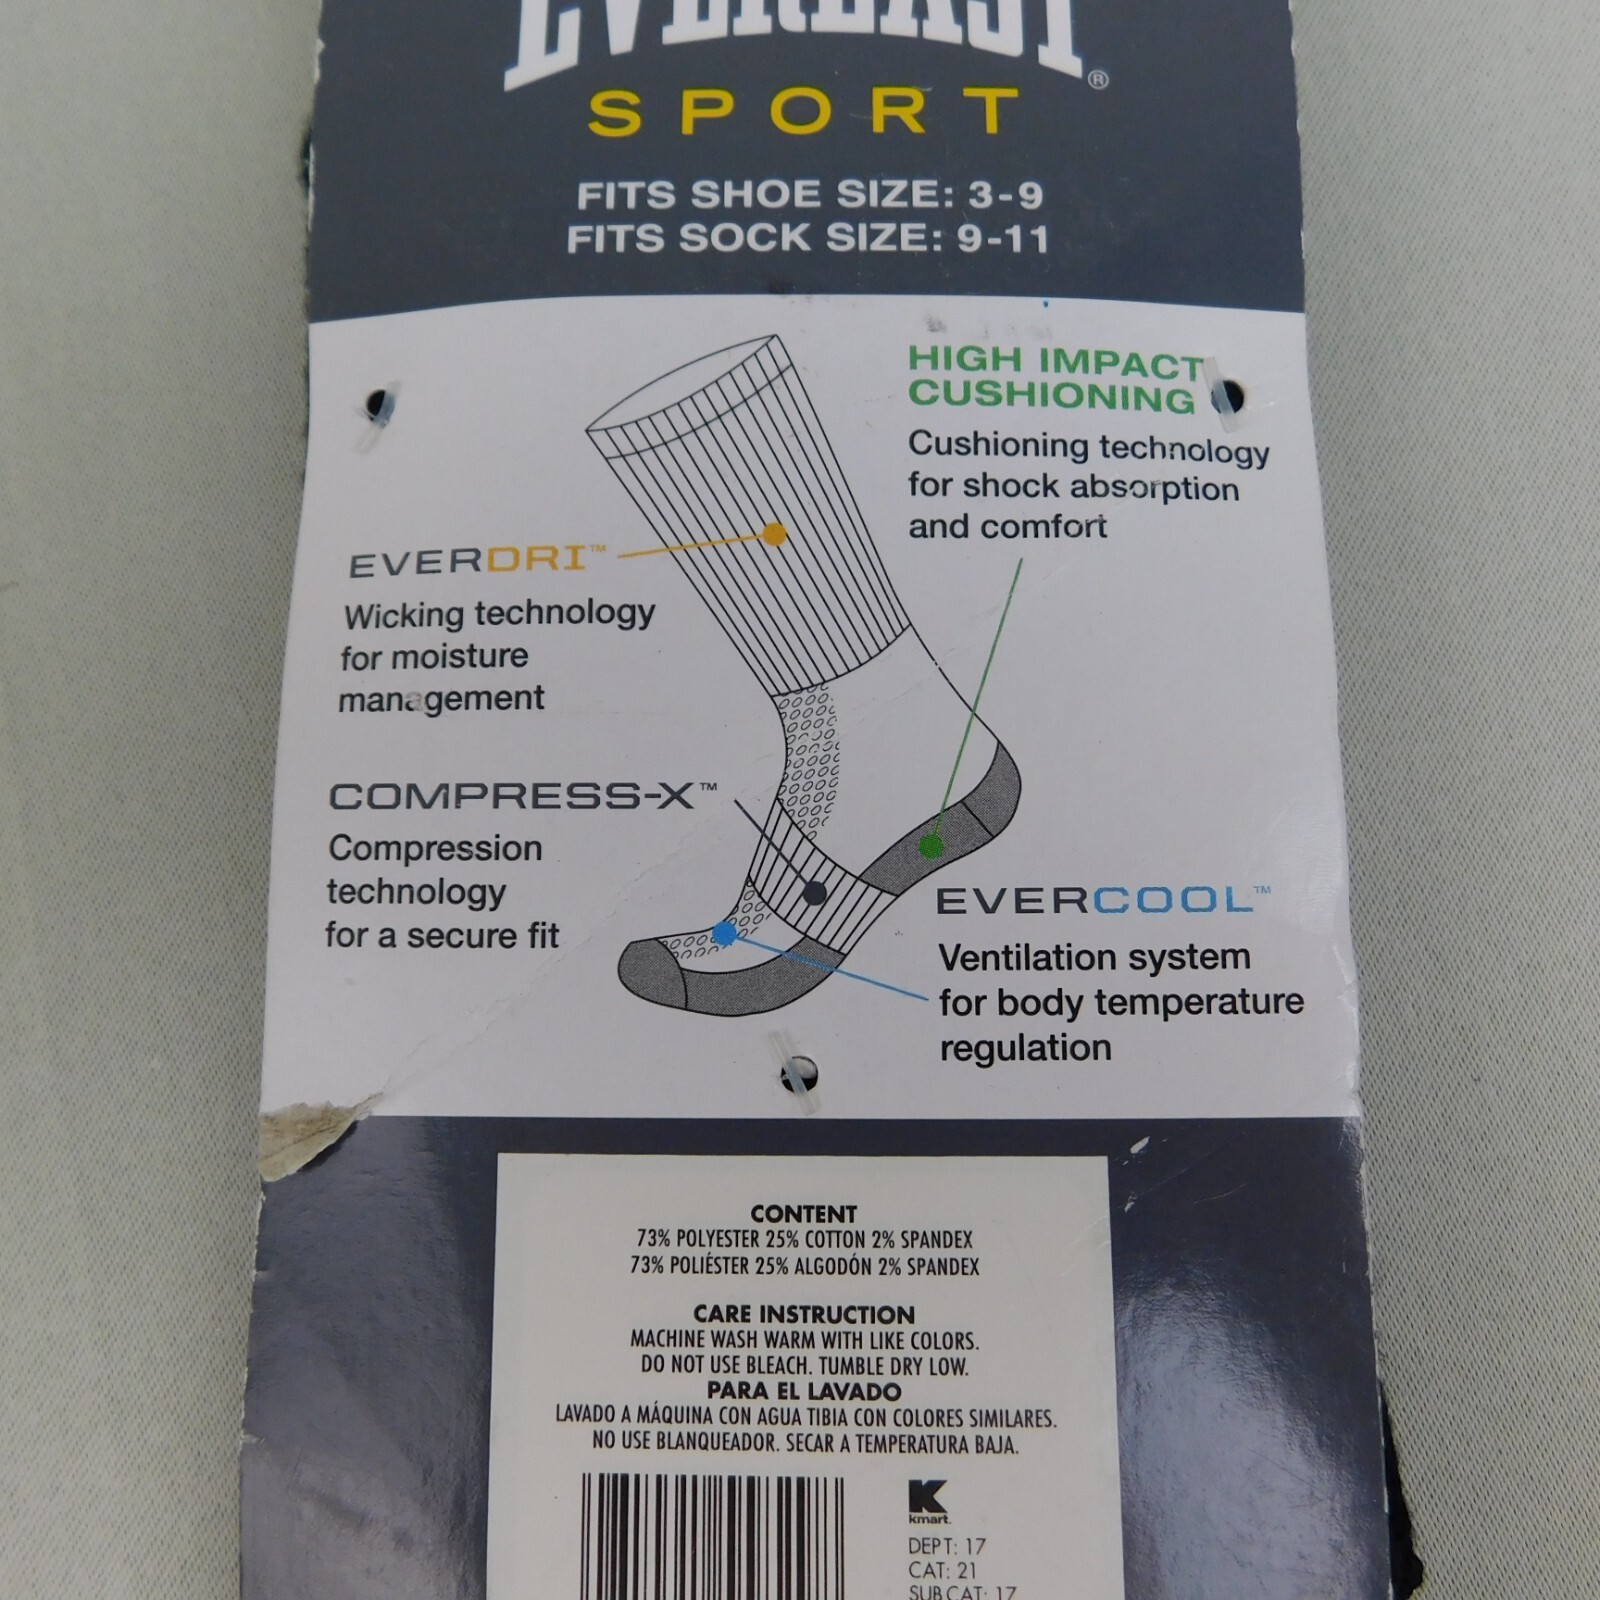 EVERLAST®
SPORT
FITS SHOE SIZE: 3-9
FITS SOCK SIZE: 9-11
HIGH IMPACT
CUSHIONING
Cushioning technology
for shock absorption
and comfort
EVERDRI™
Wicking technology
for moisture
management
COMPRESS-X™
Compression
technology
for a secure fit
EVERCOOL™
Ventilation system
for body temperature
regulation
CONTENT
73% POLYESTER 25% COTTON 2% SPANDEX
73% POLIÉSTER 25% ALGODÓN 2% SPANDEX
CARE INSTRUCTION
MACHINE WASH WARM WITH LIKE COLORS.
DO NOT USE BLEACH. TUMBLE DRY LOW.
PARA EL LAVADO
LAVADO A MÁQUINA CON AGUA TIBIA CON COLORES SIMILARES.
NO USE BLANQUEADOR. SECAR A TEMPERATURA BAJA.
K
kmart.
DEPT: 17
CAT: 21
SUBCAT: 17